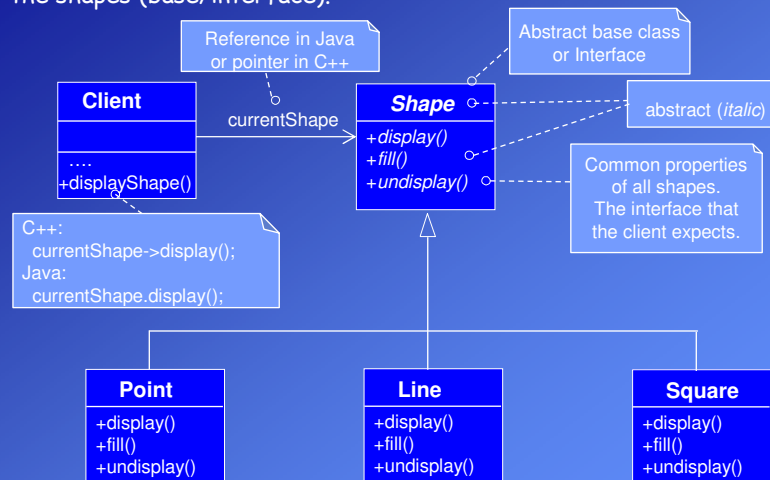 The shapes (base/interface).
Reference in Java
or pointer in C++
Abstract base class
or Interface
Client
currentShape
Shape
abstract (italic)
....
+displayShape()
+display()
+fill()
+undisplay()
Common properties
of all shapes.
The interface that
the client expects.
C++:
currentShape->display();
Java:
currentShape.display();
Point
+display()
+fill()
+undisplay()
Line
+display()
+fill()
+undisplay()
Square
+display()
+fill()
+undisplay()